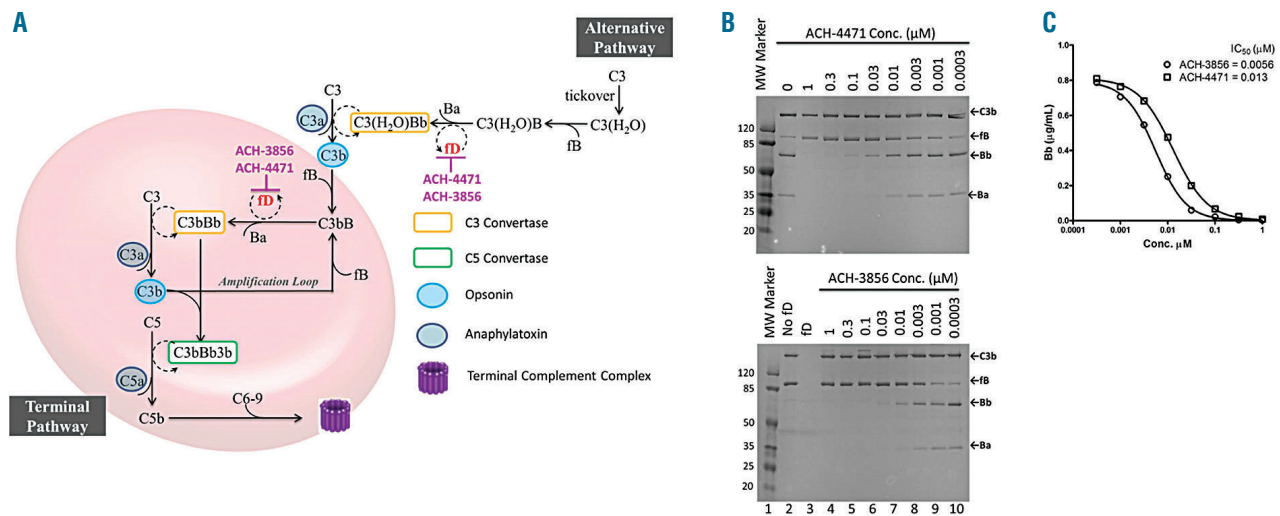 A
Alternative
Pathway
C3
tickover
C3(H₂O)
fB
C3(H₂O)B
Ba
fD
ACH-4471
ACH-3856
C3(H₂O)Bb
C3
C3a
C3b
fB
C3bB
ACH-3856
ACH-4471
fD
Ba
C3bBb
C3
C3a
C3b
Amplification Loop
fB
C5
C3bBb3b
C5a
C5b
C6-9
Terminal
Pathway
C3 Convertase
C5 Convertase
Opsonin
Anaphylatoxin
Terminal Complement Complex
B
ACH-4471 Conc. (μM)
MW Marker
0 1 0.3 0.1 0.03 0.01 0.003 0.001 0.0003
120
85
50
35
25
20
←C3b
←fB
←Bb
←Ba
ACH-3856 Conc. (μM)
MW Marker
No fD
fD
1 0.3 0.1 0.03 0.01 0.003 0.001 0.0003
120
85
50
35
25
20
←C3b
←fB
←Bb
←Ba
1 2 3 4 5 6 7 8 9 10
C
IC₅₀ (μM)
ACH-3856 = 0.0056
ACH-4471 = 0.013
Bb (μg/mL)
1.0
0.8
0.6
0.4
0.2
0.0
0.0001 0.001 0.01 0.1 1
Conc. μM